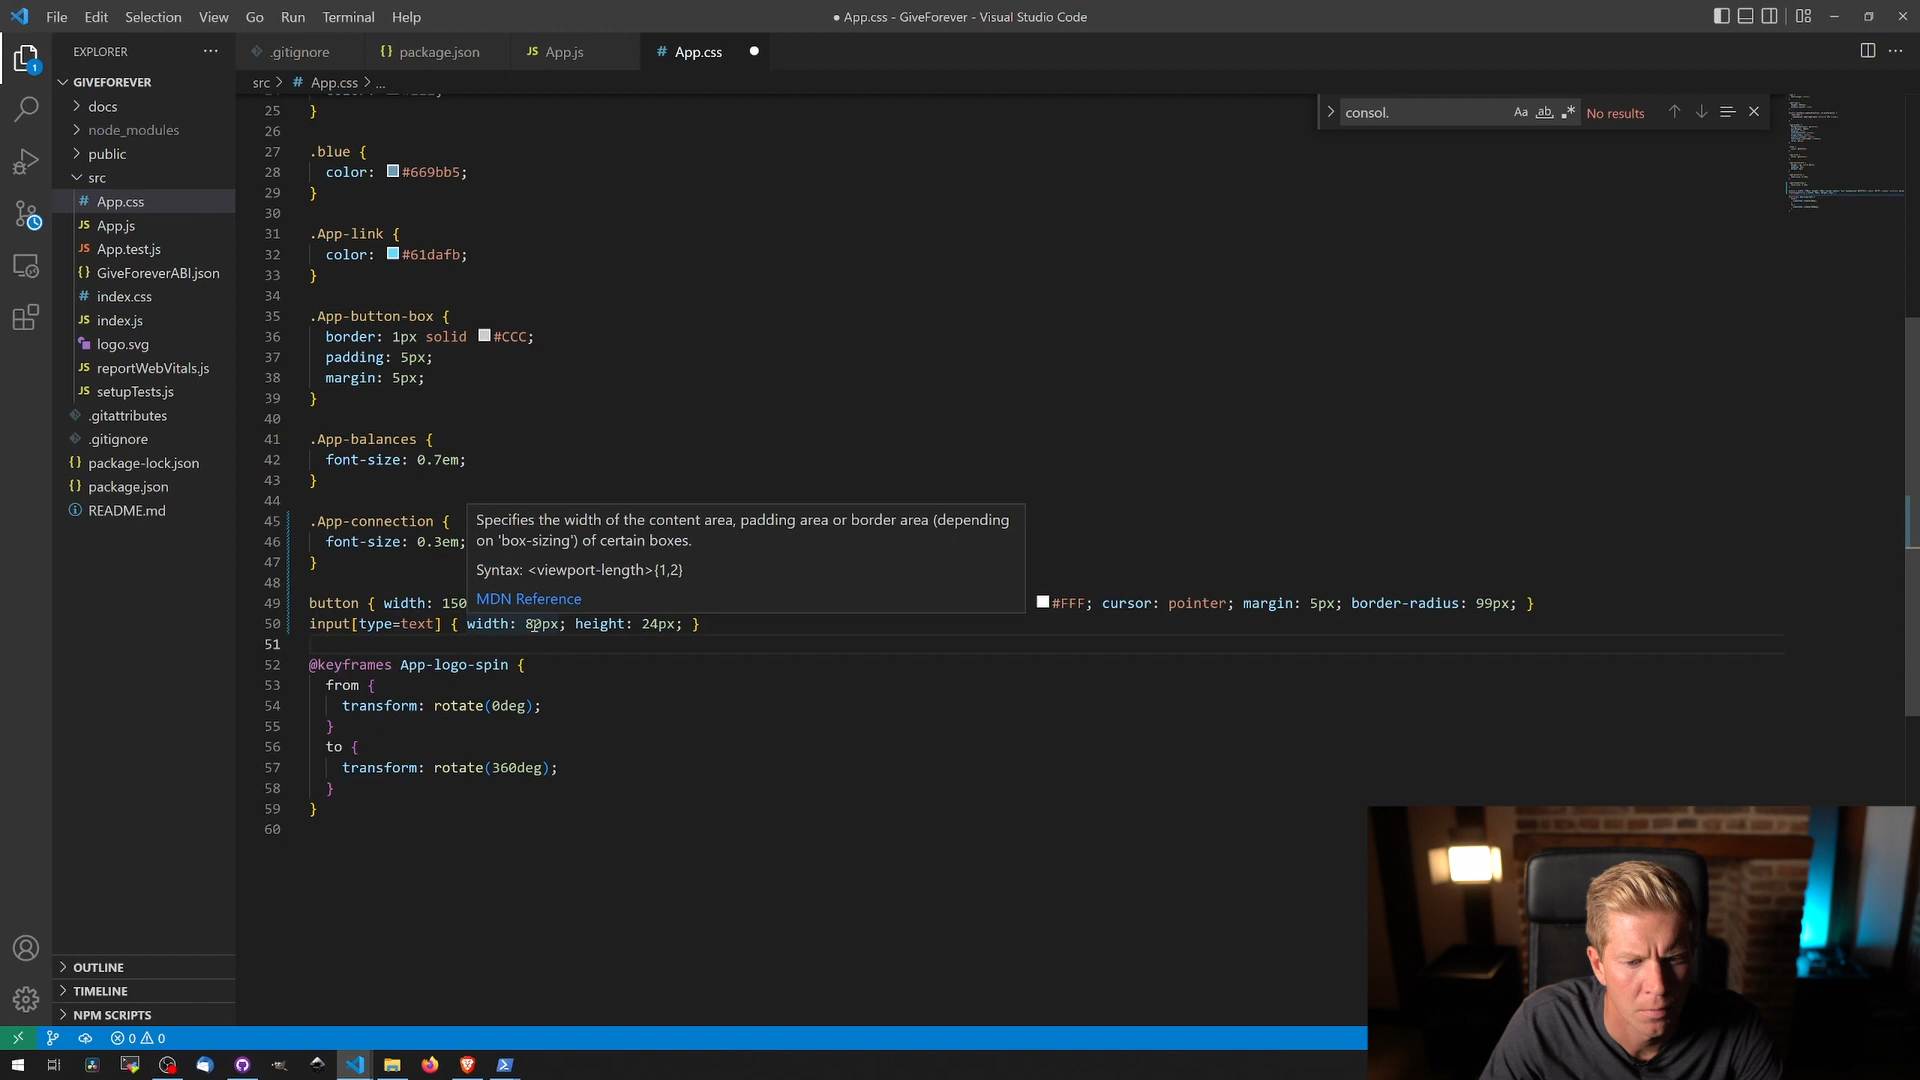 File Edit Selection View Go Run Terminal Help
● App.css - GiveForever - Visual Studio Code
EXPLORER
.gitignore
package.json
App.js
App.css
GIVEFOREVER
src > # App.css > ...
docs
node_modules
public
src
App.css
App.js
App.test.js
GiveForeverABI.json
index.css
index.js
logo.svg
reportWebVitals.js
setupTests.js
.gitattributes
.gitignore
package-lock.json
package.json
README.md
OUTLINE
TIMELINE
NPM SCRIPTS
consol.
Aa ab
No results
25 }
26
27 .blue {
28 color: #669bb5;
29 }
30
31 .App-link {
32 color: #61dafb;
33 }
34
35 .App-button-box {
36 border: 1px solid #CCC;
37 padding: 5px;
38 margin: 5px;
39 }
40
41 .App-balances {
42 font-size: 0.7em;
43 }
44
45 .App-connection {
46 font-size: 0.3em;
47 }
48
Specifies the width of the content area, padding area or border area (depending
on 'box-sizing') of certain boxes.
Syntax: <viewport-length>{1,2}
MDN Reference
49 button { width: 150 #FFF; cursor: pointer; margin: 5px; border-radius: 99px; }
50 input[type=text] { width: 80px; height: 24px; }
51
52 @keyframes App-logo-spin {
53 from {
54 transform: rotate(0deg);
55 }
56 to {
57 transform: rotate(360deg);
58 }
59 }
60
0 0
1